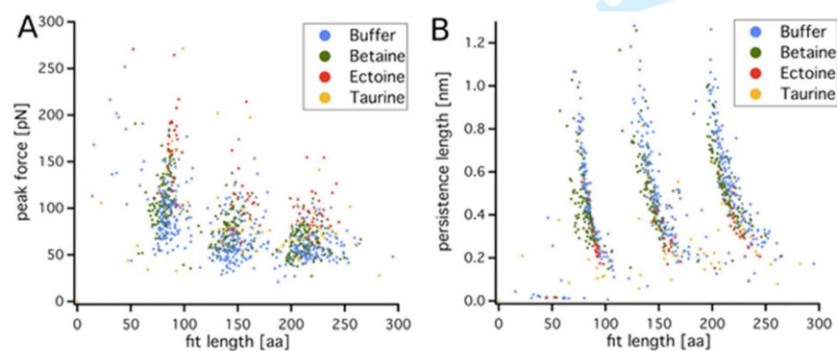 A
300
250
200
150
100
50
0
peak force [pN]
0 50 100 150 200 250 300
fit length [aa]
Buffer
Betaine
Ectoine
Taurine
B
1.2
1.0
0.8
0.6
0.4
0.2
0.0
persistence length [nm]
0 50 100 150 200 250 300
fit length [aa]
Buffer
Betaine
Ectoine
Taurine